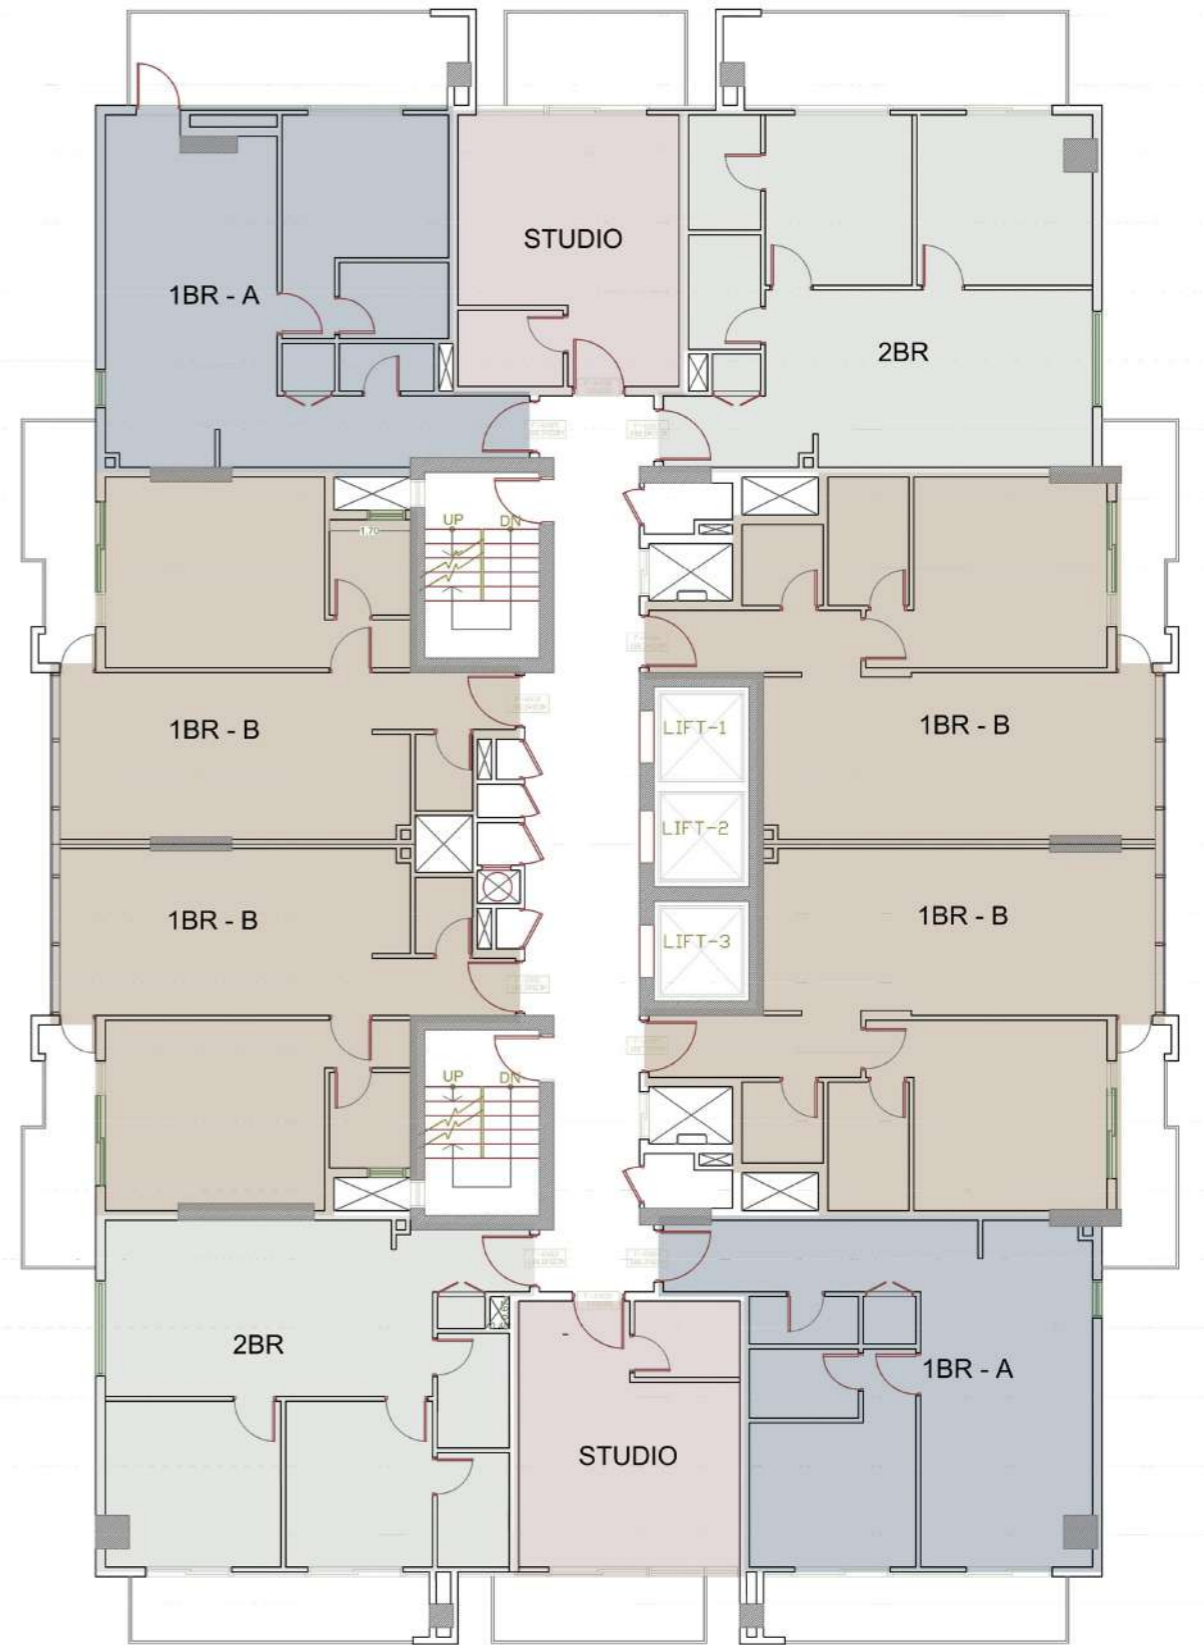 STUDIO
1BR - A
2BR
UP
DN
1.70
1BR - B
1BR - B
LIFT-1
LIFT-2
1BR - B
1BR - B
LIFT-3
UP
DN
2BR
1BR - A
STUDIO